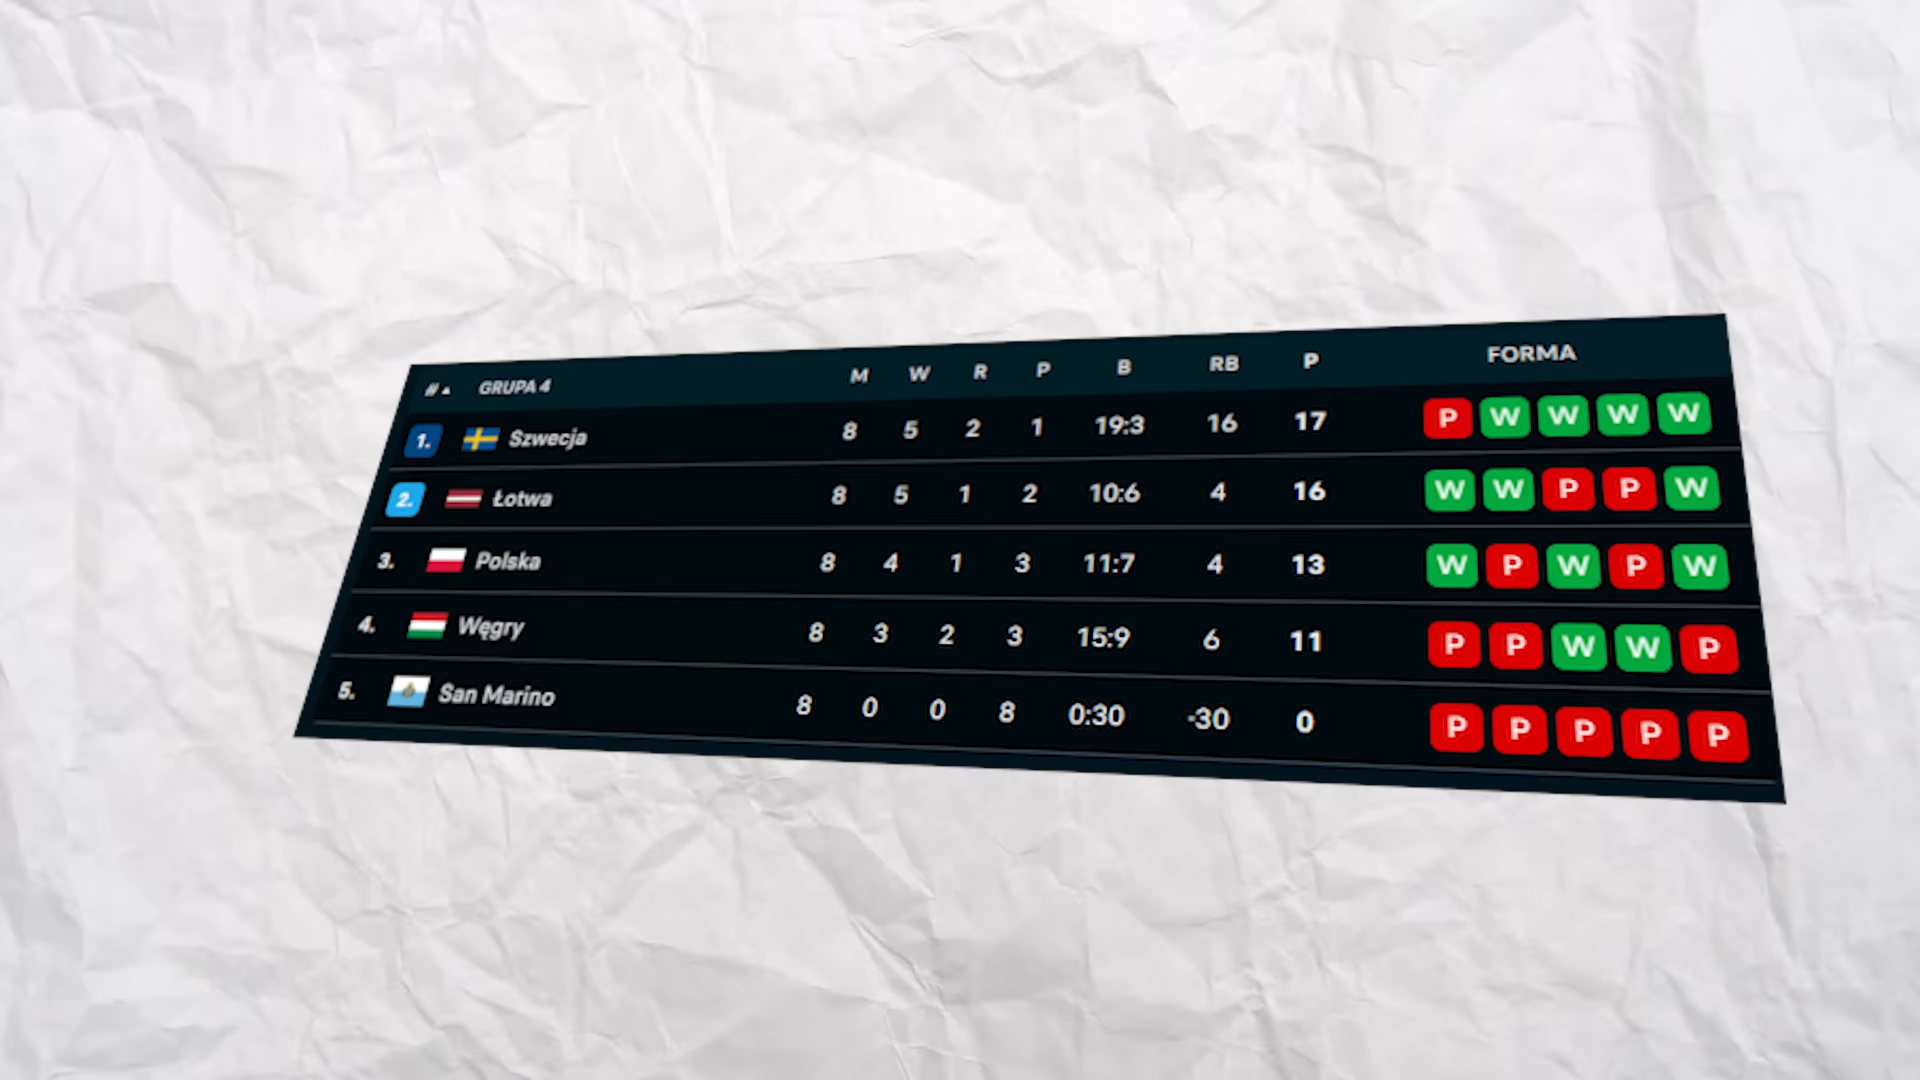 # ▲ GRUPA 4 M W R P B RB P FORMA
1. Szwecja 8 5 2 1 19:3 16 17 P W W W W
2. Łotwa 8 5 1 2 10:6 4 16 W W P P W
3. Polska 8 4 1 3 11:7 4 13 W P W P W
4. Węgry 8 3 2 3 15:9 6 11 P P W W P
5. San Marino 8 0 0 8 0:30 -30 0 P P P P P